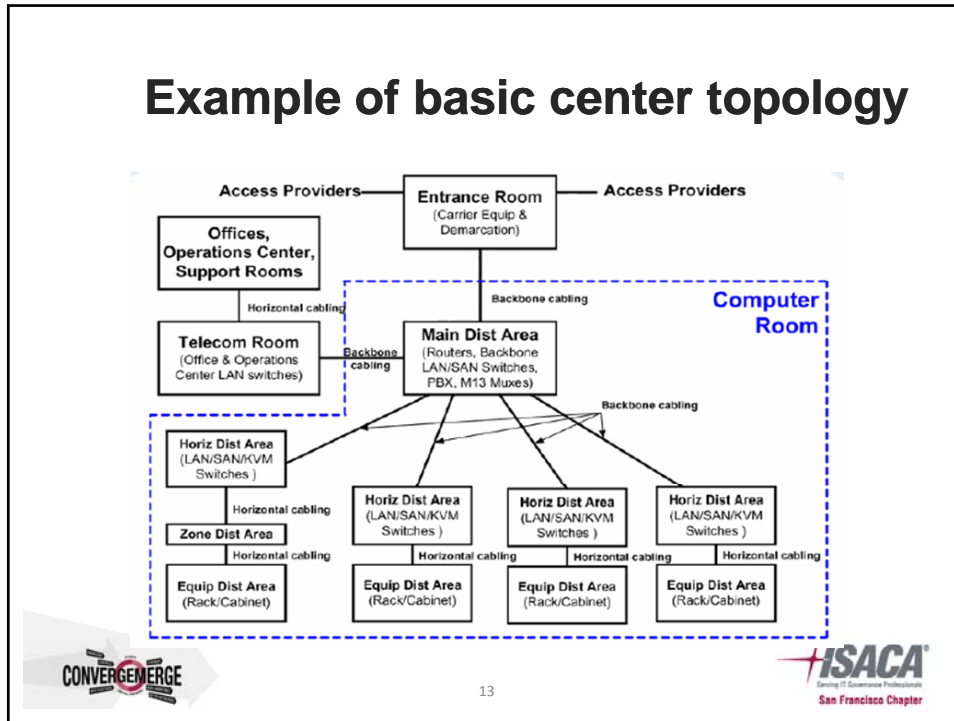 Example of basic center topology
Access Providers
Entrance Room
(Carrier Equip &
Demarcation)
Access Providers
Offices,
Operations Center,
Support Rooms
Horizontal cabling
Backbone cabling
Computer
Room
Telecom Room
(Office & Operations
Center LAN switches)
Backbone
cabling
Main Dist Area
(Routers, Backbone
LAN/SAN Switches,
PBX, M13 Muxes)
Backbone cabling
Horiz Dist Area
(LAN/SAN/KVM
Switches )
Horizontal cabling
Zone Dist Area
Horizontal cabling
Equip Dist Area
(Rack/Cabinet)
Horiz Dist Area
(LAN/SAN/KVM
Switches )
Horizontal cabling
Equip Dist Area
(Rack/Cabinet)
Horiz Dist Area
(LAN/SAN/KVM
Switches )
Horizontal cabling
Equip Dist Area
(Rack/Cabinet)
Horiz Dist Area
(LAN/SAN/KVM
Switches )
Horizontal cabling
Equip Dist Area
(Rack/Cabinet)
CONVERGEMERGE
13
ISACA®
Serving IT Governance Professionals
San Francisco Chapter